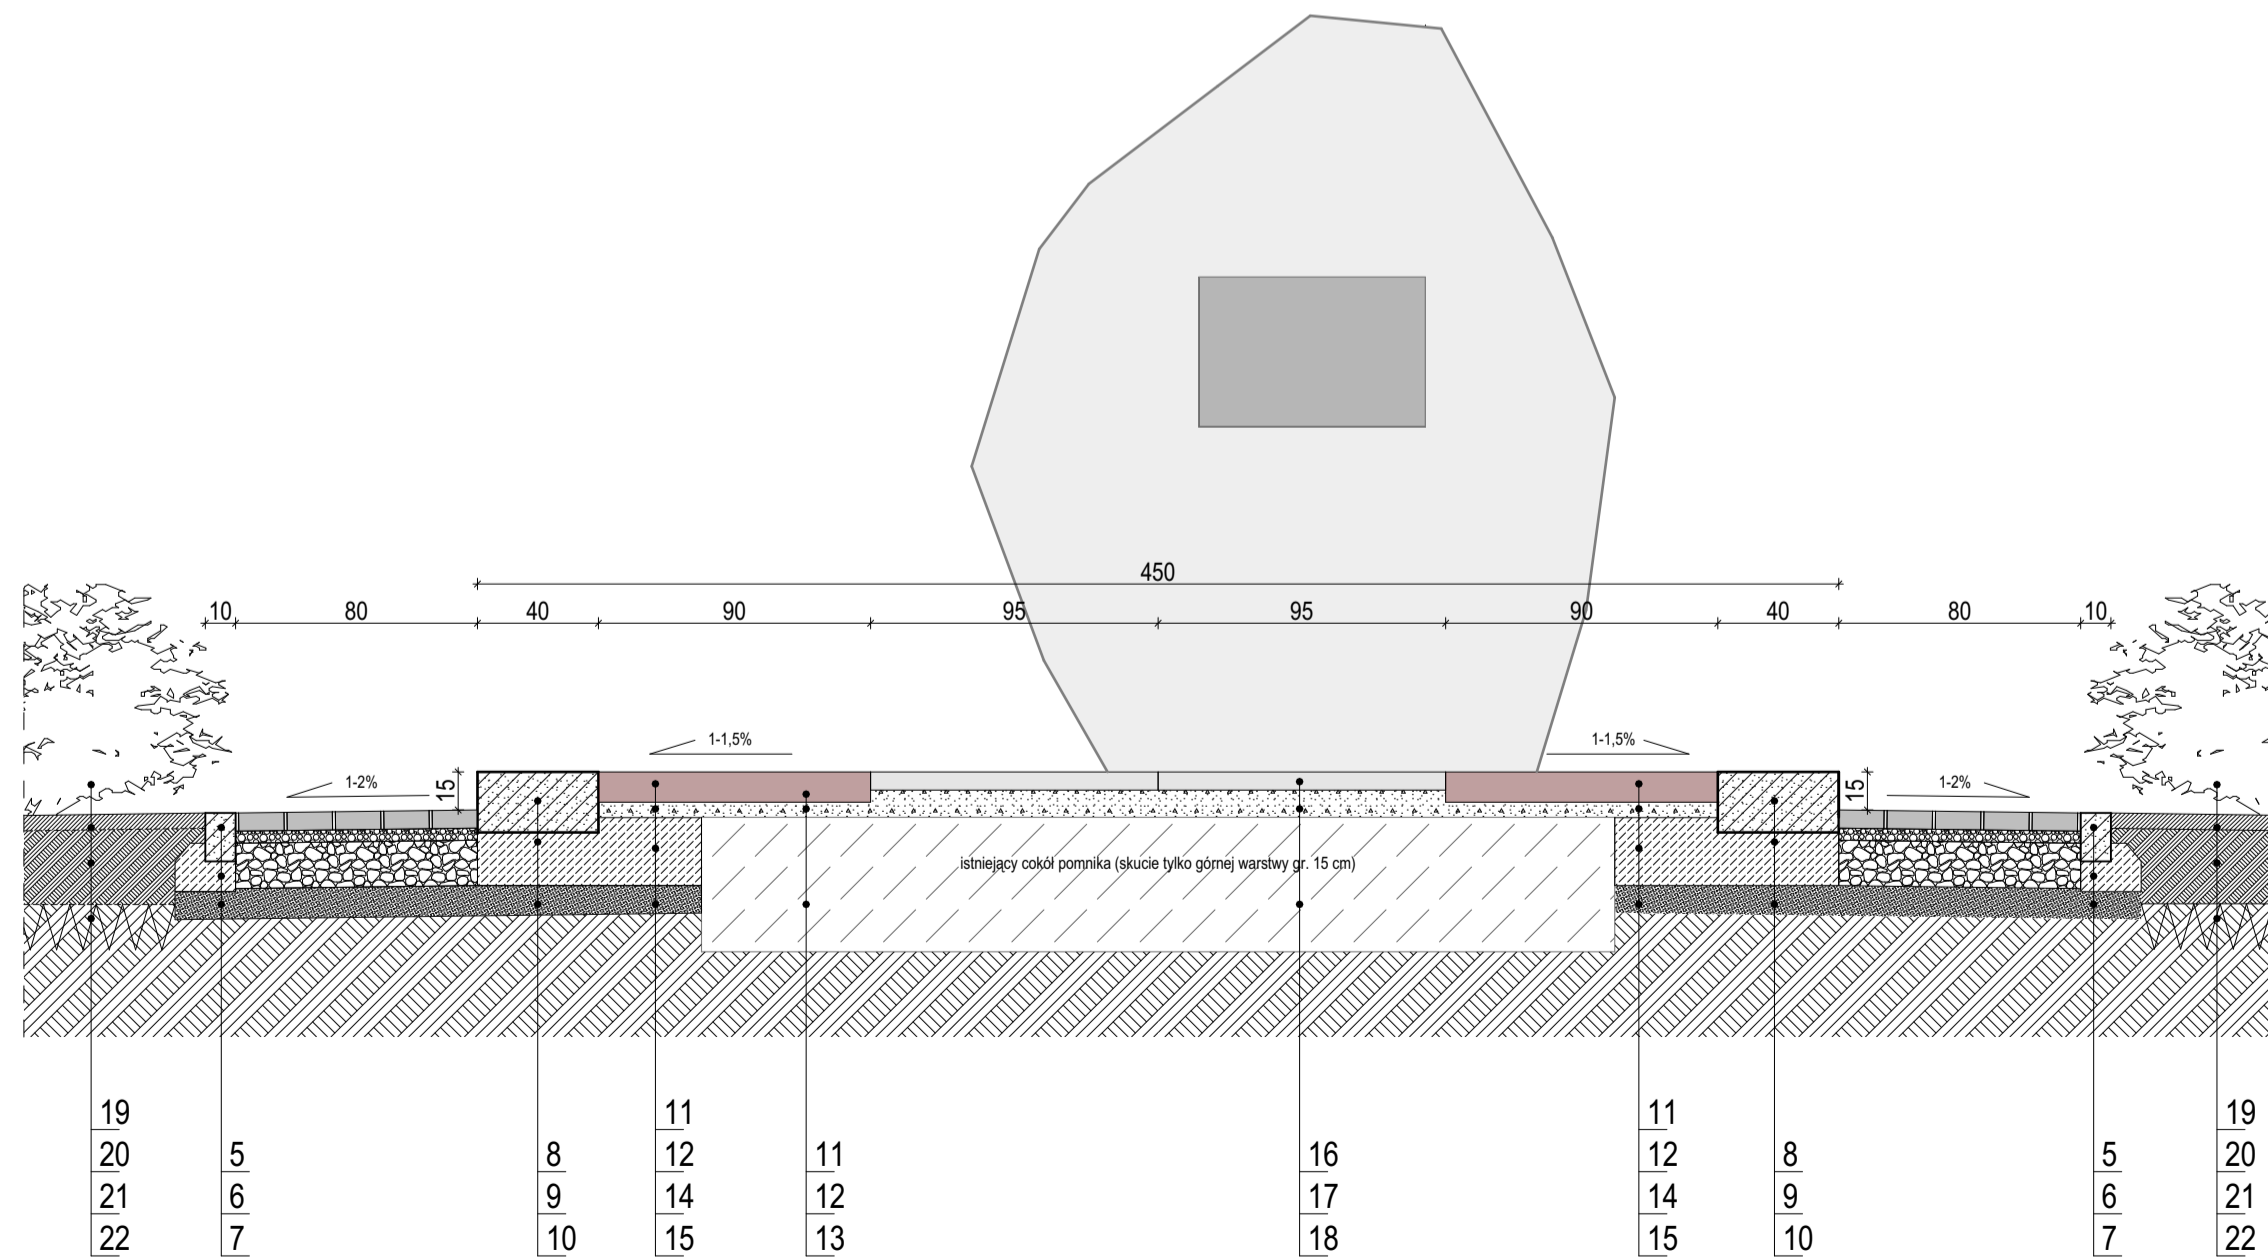 450
10 80 40 90 95 95 90 40 80 10
1-1,5% 1-1,5%
1-2% 15 15 1-2%
istniejący cokół pomnika (skucie tylko górnej warstwy gr. 15 cm)
19 11 11 19
20 5 8 12 11 16 12 8 5 20
21 6 9 14 12 17 14 9 6 21
22 7 10 15 13 18 15 10 7 22